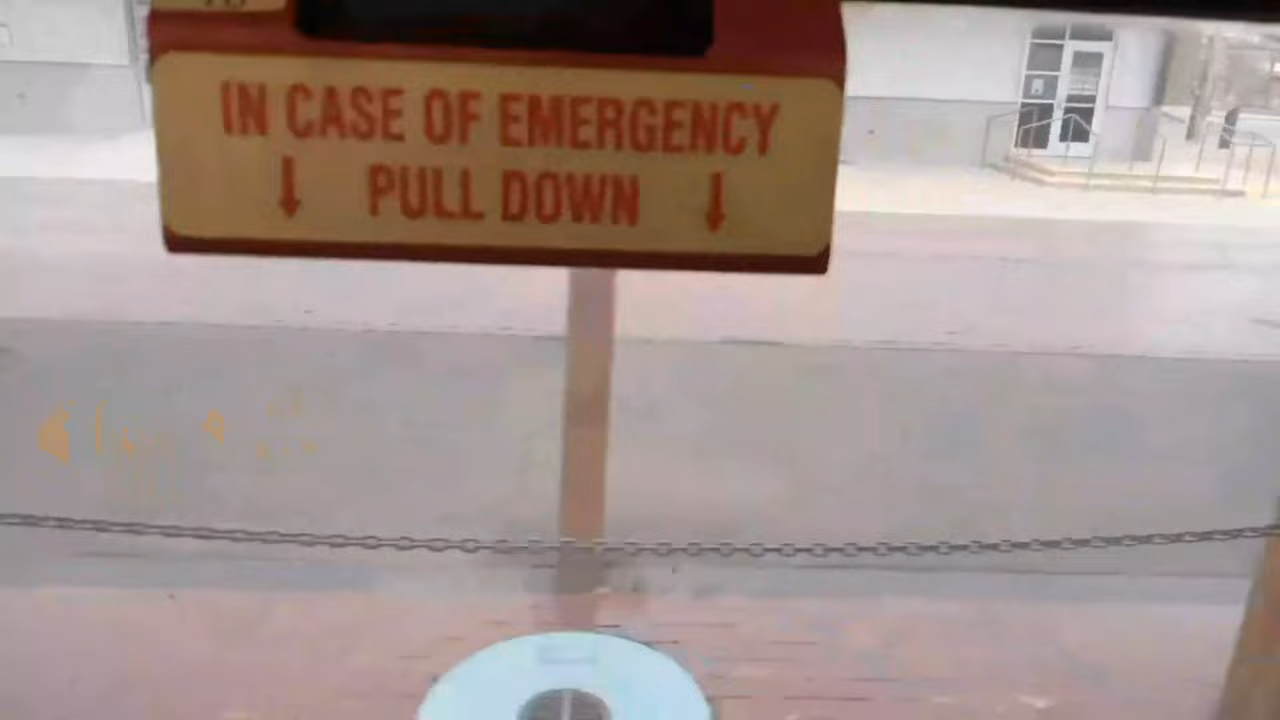 IN CASE OF EMERGENCY
↓ PULL DOWN ↓